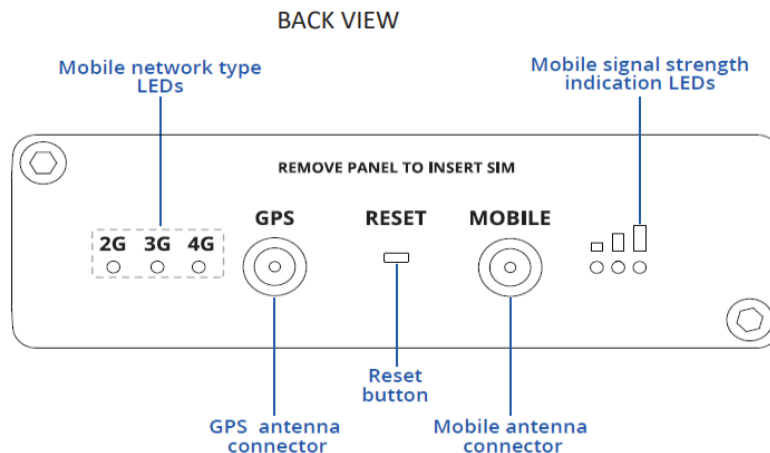 BACK VIEW
Mobile network type
LEDs
Mobile signal strength
indication LEDs
REMOVE PANEL TO INSERT SIM
GPS
RESET
MOBILE
2G 3G 4G
Reset
button
GPS antenna
connector
Mobile antenna
connector